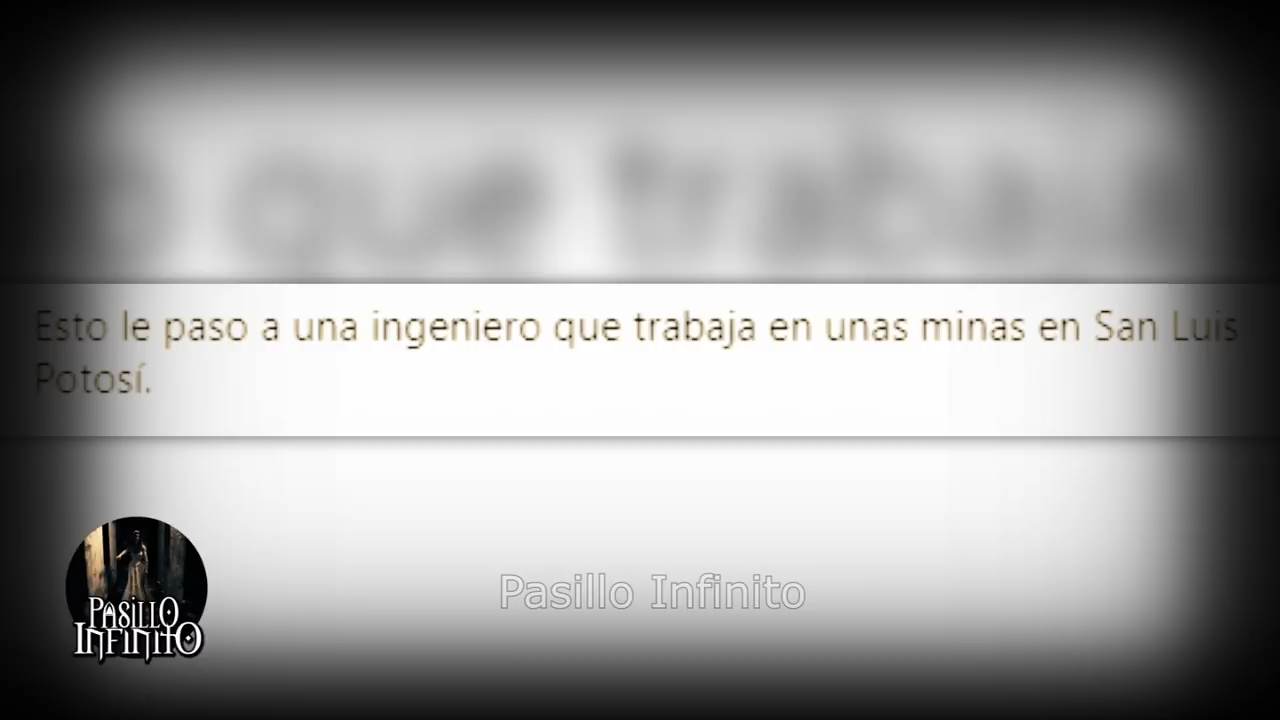 Esto le paso a una ingeniero que trabaja en unas minas en San Luis
Potosí.
Pasillo Infinito
PASILLO
INFINITO